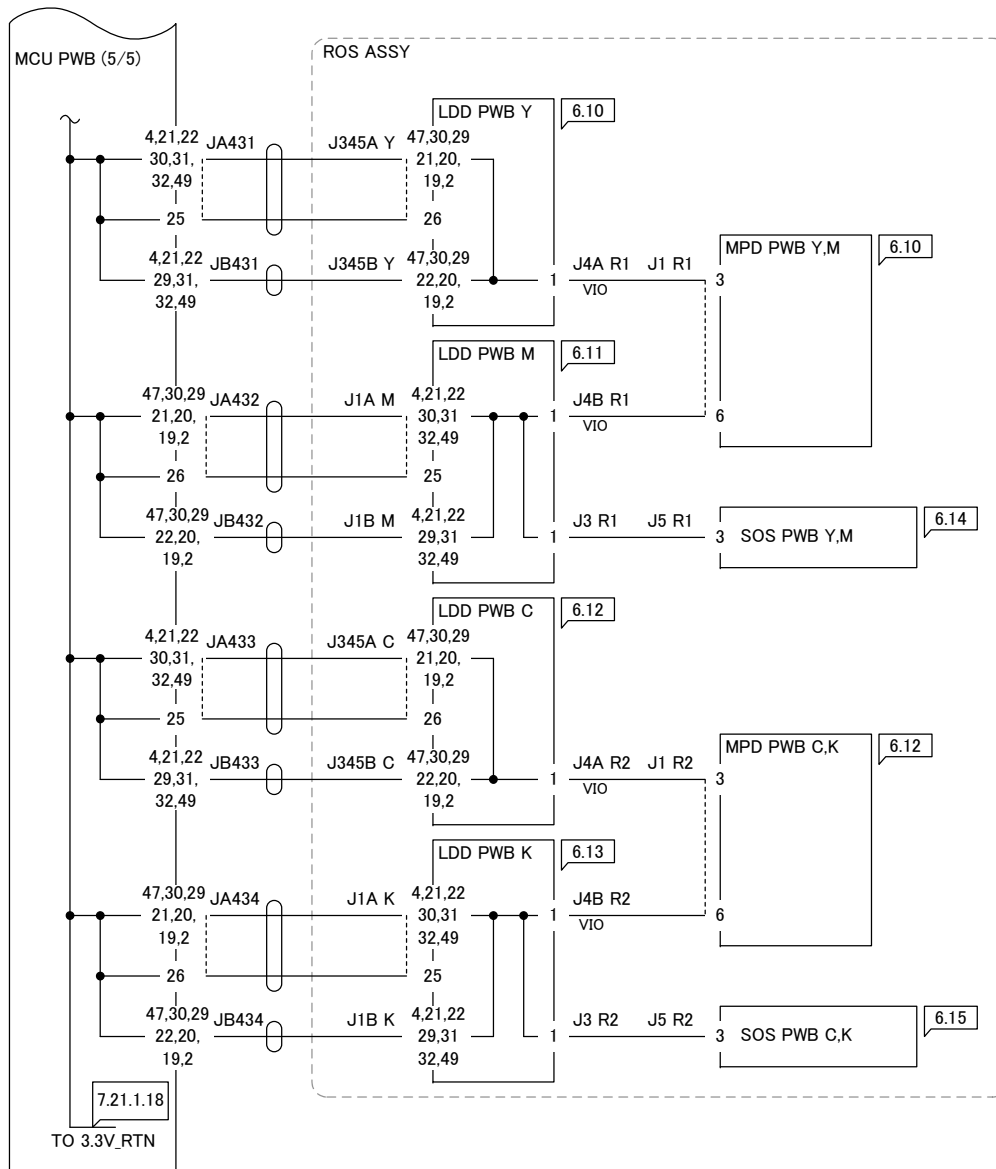 MCU PWB (5/5)
ROS ASSY
LDD PWB Y
6.10
4,21,22
30,31,
32,49
JA431
J345A Y
47,30,29
21,20,
19,2
25
26
MPD PWB Y,M
6.10
4,21,22
29,31,
32,49
JB431
J345B Y
47,30,29
22,20,
19,2
1
J4A R1
J1 R1
VIO
3
LDD PWB M
6.11
47,30,29
21,20,
19,2
JA432
J1A M
4,21,22
30,31
32,49
1
J4B R1
VIO
6
26
25
47,30,29
22,20,
19,2
JB432
J1B M
4,21,22
29,31
32,49
1
J3 R1
J5 R1
3
SOS PWB Y,M
6.14
LDD PWB C
6.12
4,21,22
30,31,
32,49
JA433
J345A C
47,30,29
21,20,
19,2
25
26
MPD PWB C,K
6.12
4,21,22
29,31,
32,49
JB433
J345B C
47,30,29
22,20,
19,2
1
J4A R2
J1 R2
VIO
3
LDD PWB K
6.13
47,30,29
21,20,
19,2
JA434
J1A K
4,21,22
30,31
32,49
1
J4B R2
VIO
6
26
25
47,30,29
22,20,
19,2
JB434
J1B K
4,21,22
29,31
32,49
1
J3 R2
J5 R2
3
SOS PWB C,K
6.15
7.21.1.18
TO 3.3V_RTN